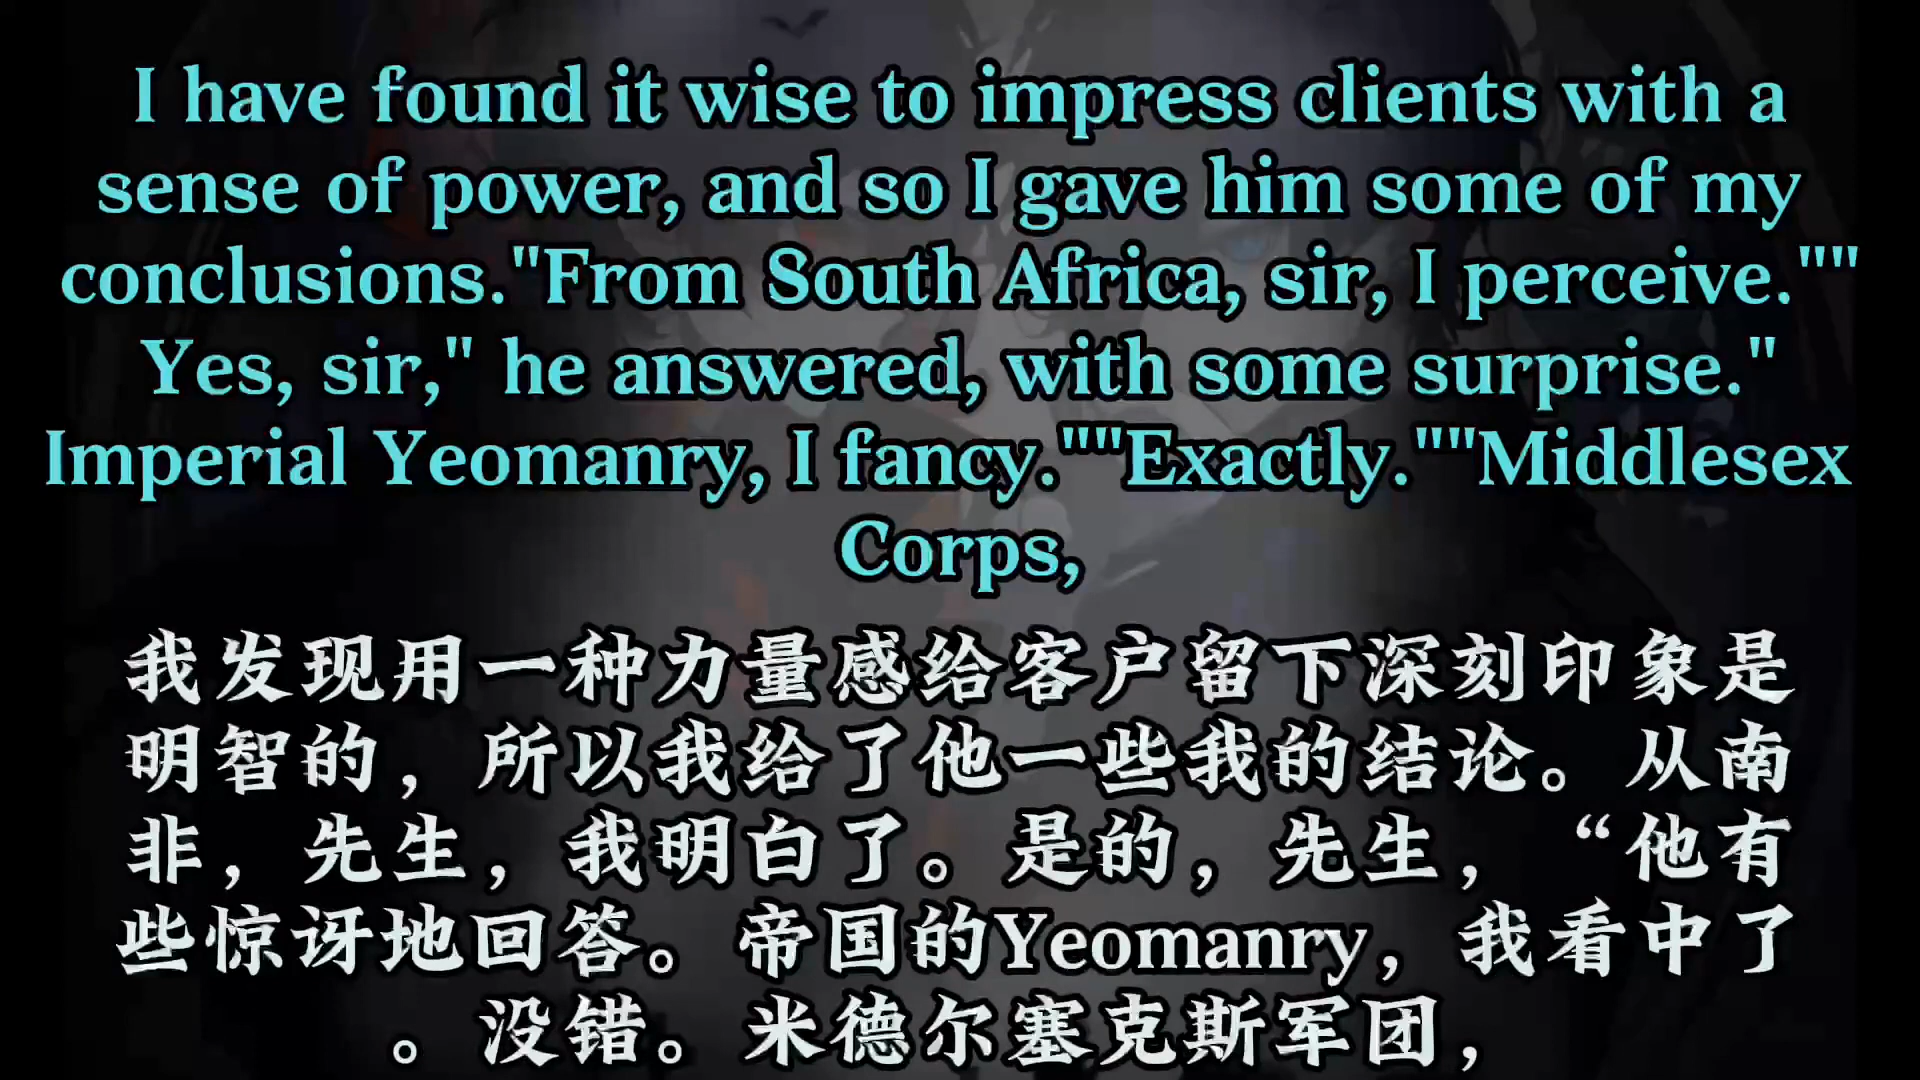 I have found it wise to impress clients with a
sense of power, and so I gave him some of my
conclusions."From South Africa, sir, I perceive.""
Yes, sir," he answered, with some surprise."
Imperial Yeomanry, I fancy.""Exactly.""Middlesex
Corps,
我发现用一种力量感给客户留下深刻印象是
明智的，所以我给了他一些我的结论。从南
非，先生，我明白了。是的，先生，“他有
些惊讶地回答。帝国的Yeomanry，我看中了
。没错。米德尔塞克斯军团，